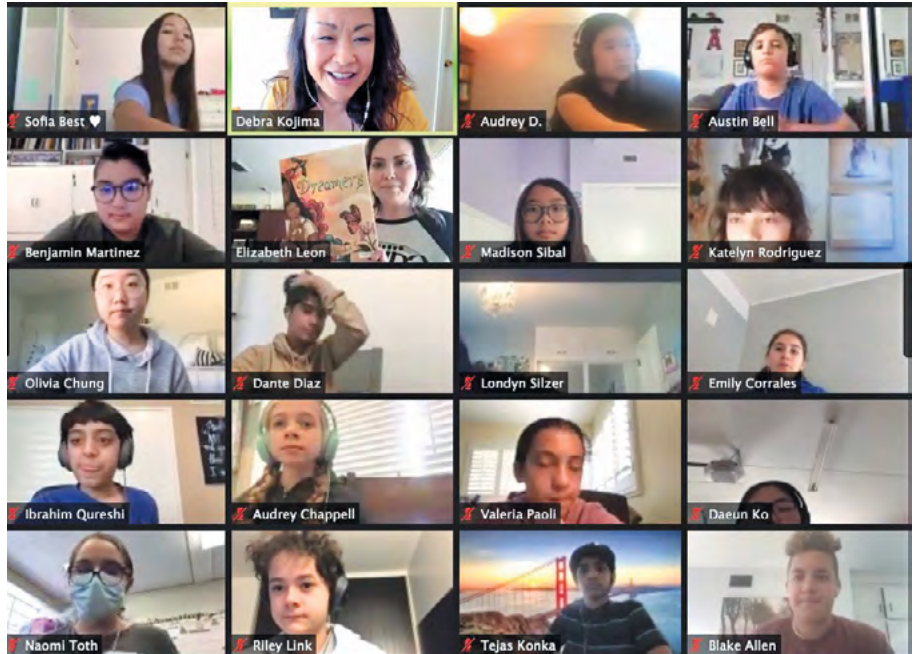 Sofia Best ♥
Debra Kojima
Audrey D.
Austin Bell
Benjamin Martinez
Dreamers
Elizabeth Leon
Madison Sibal
Katelyn Rodriguez
Olivia Chung
Dante Diaz
Londyn Silzer
Emily Corrales
Ibrahim Qureshi
Audrey Chappell
Valeria Paoli
Daeun Ko
Naomi Toth
Riley Link
Tejas Konka
Blake Allen